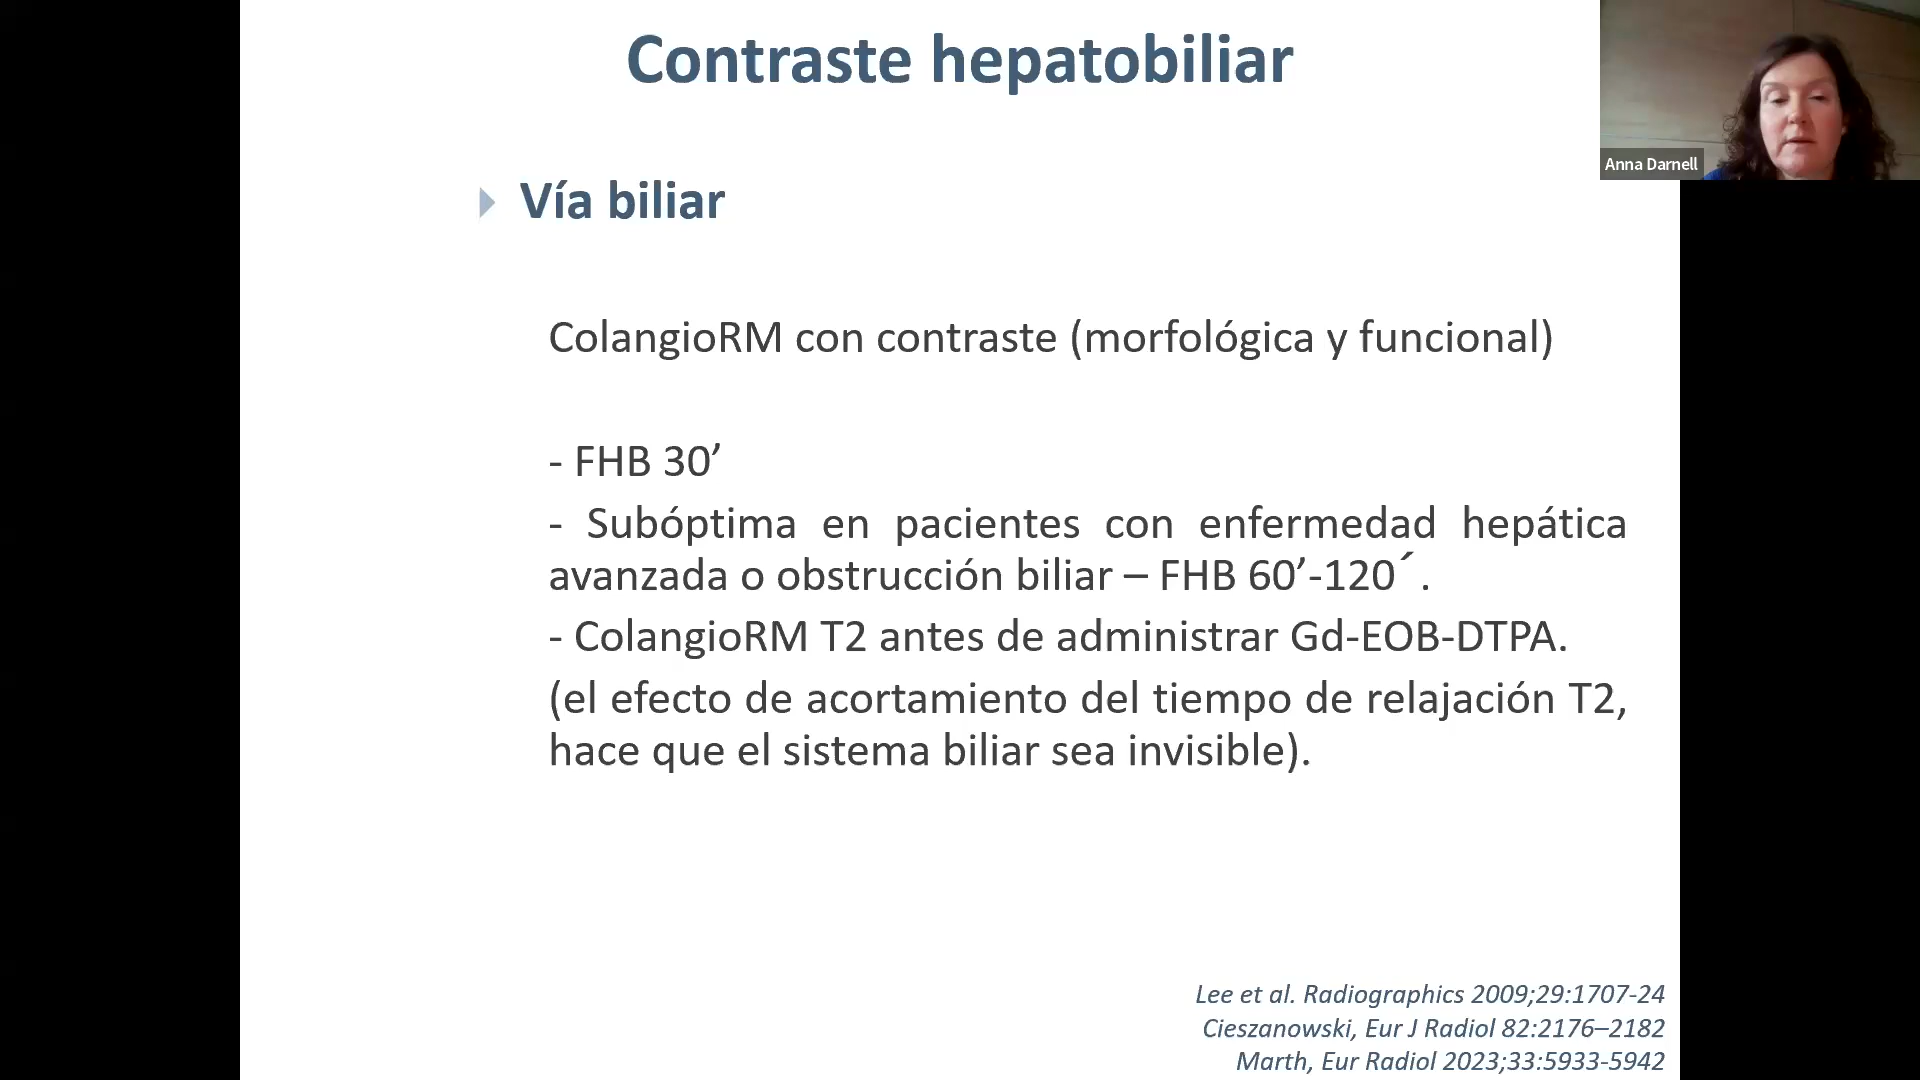 Contraste hepatobiliar
Anna Darnell
Vía biliar
ColangioRM con contraste (morfológica y funcional)
- FHB 30’
- Subóptima en pacientes con enfermedad hepática
avanzada o obstrucción biliar – FHB 60’-120´.
- ColangioRM T2 antes de administrar Gd-EOB-DTPA.
(el efecto de acortamiento del tiempo de relajación T2,
hace que el sistema biliar sea invisible).
Lee et al. Radiographics 2009;29:1707-24
Cieszanowski, Eur J Radiol 82:2176–2182
Marth, Eur Radiol 2023;33:5933-5942